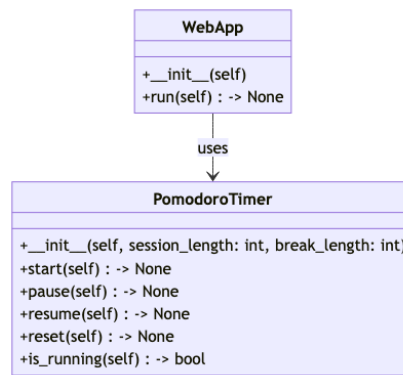 WebApp
+__init__(self)
+run(self) : -> None
uses
PomodoroTimer
+__init__(self, session_length: int, break_length: int)
+start(self) : -> None
+pause(self) : -> None
+resume(self) : -> None
+reset(self) : -> None
+is_running(self) : -> bool